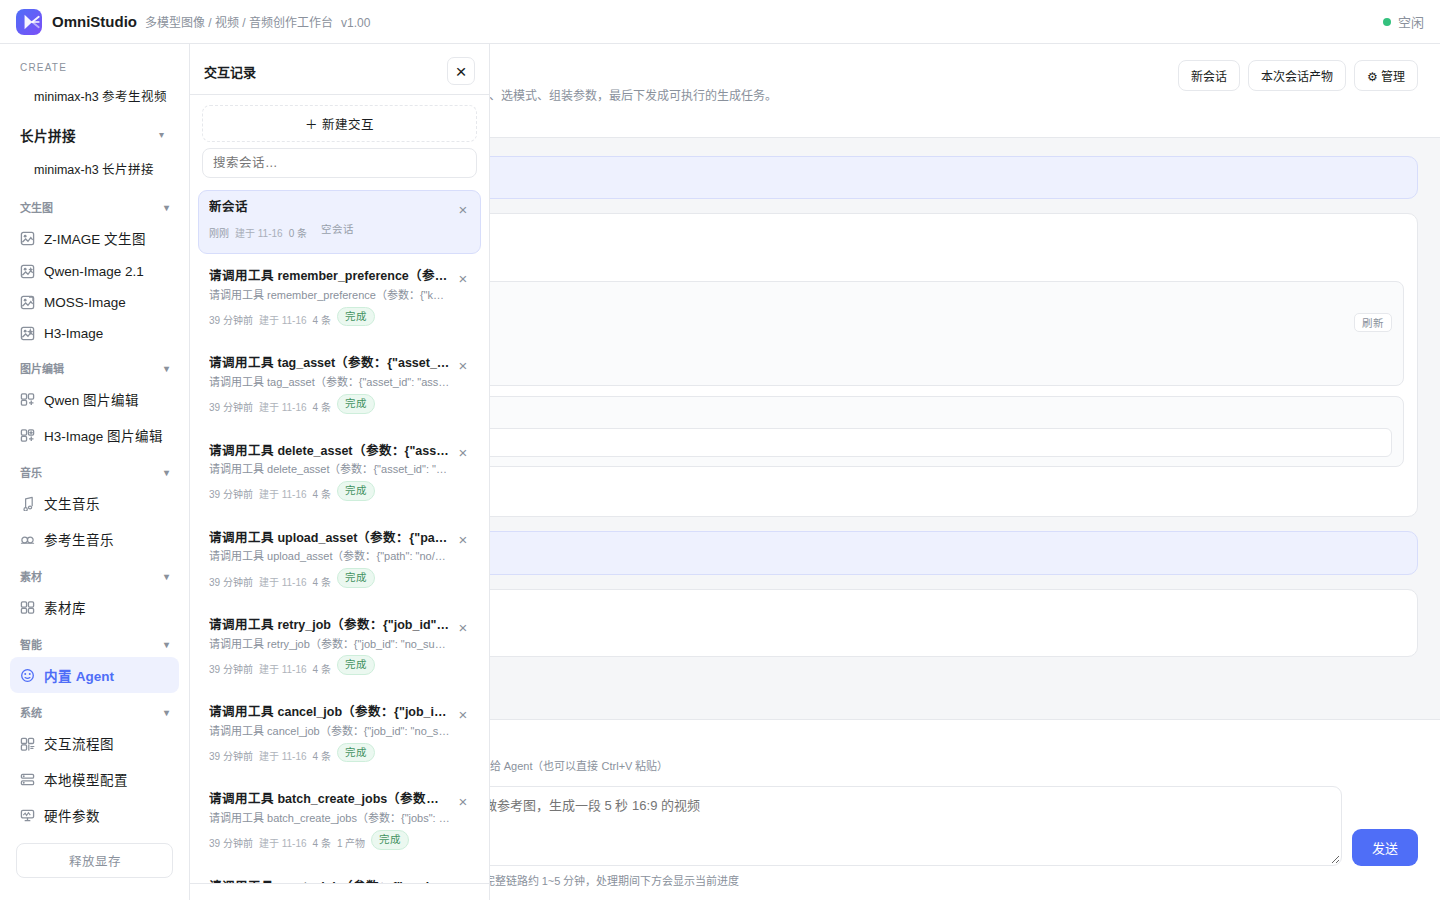 OmniStudio 多模型图像 / 视频 / 音频创作工作台 v1.00
空闲
CREATE
minimax-h3 参考生视频
长片拼接
minimax-h3 长片拼接
文生图
Z-IMAGE 文生图
Qwen-Image 2.1
MOSS-Image
H3-Image
图片编辑
Qwen 图片编辑
H3-Image 图片编辑
音乐
文生音乐
参考生音乐
素材
素材库
智能
内置 Agent
系统
交互流程图
本地模型配置
硬件参数
释放显存
交互记录
＋ 新建交互
搜索会话…
新会话
刚刚 建于 11-16 0 条 空会话
请调用工具 remember_preference（参…
请调用工具 remember_preference（参数：{"k…
39 分钟前 建于 11-16 4 条 完成
请调用工具 tag_asset（参数：{"asset_…
请调用工具 tag_asset（参数：{"asset_id": "ass…
39 分钟前 建于 11-16 4 条 完成
请调用工具 delete_asset（参数：{"ass…
请调用工具 delete_asset（参数：{"asset_id": "…
39 分钟前 建于 11-16 4 条 完成
请调用工具 upload_asset（参数：{"pa…
请调用工具 upload_asset（参数：{"path": "no/…
39 分钟前 建于 11-16 4 条 完成
请调用工具 retry_job（参数：{"job_id"…
请调用工具 retry_job（参数：{"job_id": "no_su…
39 分钟前 建于 11-16 4 条 完成
请调用工具 cancel_job（参数：{"job_i…
请调用工具 cancel_job（参数：{"job_id": "no_s…
39 分钟前 建于 11-16 4 条 完成
请调用工具 batch_create_jobs（参数…
请调用工具 batch_create_jobs（参数：{"jobs": …
39 分钟前 建于 11-16 4 条 1 产物 完成
新会话
本次会话产物
⚙ 管理
、选模式、组装参数，最后下发成可执行的生成任务。
刷新
给 Agent（也可以直接 Ctrl+V 粘贴）
做参考图，生成一段 5 秒 16:9 的视频
发送
完整链路约 1~5 分钟，处理期间下方会显示当前进度